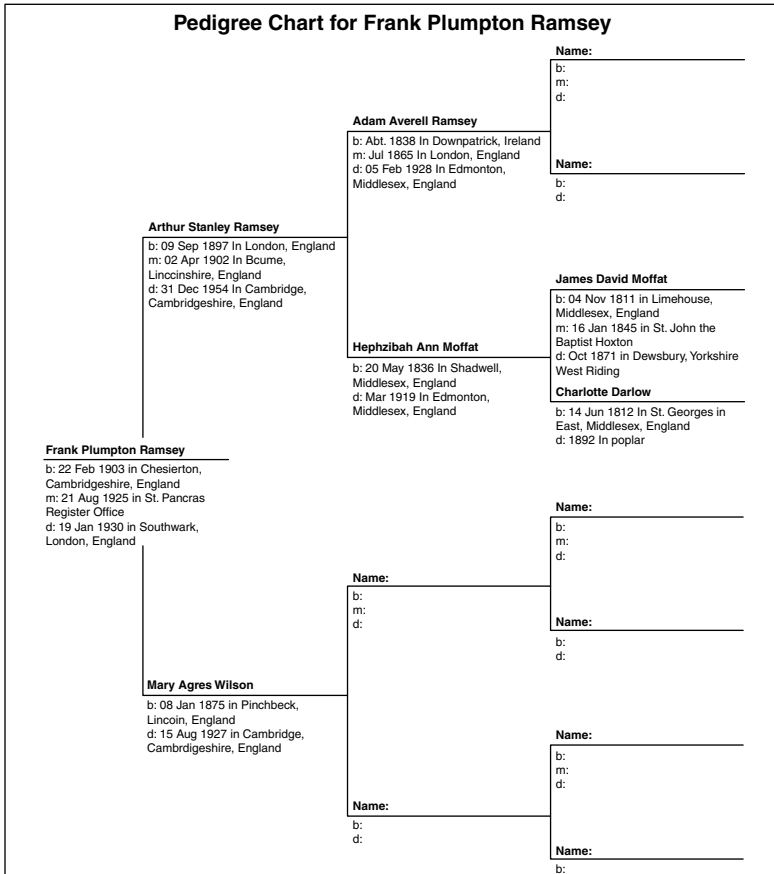 Pedigree Chart for Frank Plumpton Ramsey
Name:
b:
m:
d:
Adam Averell Ramsey
b: Abt. 1838 In Downpatrick, Ireland
m: Jul 1865 In London, England
d: 05 Feb 1928 In Edmonton,
Middlesex, England
Name:
b:
d:
Arthur Stanley Ramsey
b: 09 Sep 1897 In London, England
m: 02 Apr 1902 In Bcume,
Linccinshire, England
d: 31 Dec 1954 In Cambridge,
Cambridgeshire, England
James David Moffat
b: 04 Nov 1811 in Limehouse,
Middlesex, England
m: 16 Jan 1845 in St. John the
Baptist Hoxton
d: Oct 1871 in Dewsbury, Yorkshire
West Riding
Hephzibah Ann Moffat
b: 20 May 1836 In Shadwell,
Middlesex, England
d: Mar 1919 In Edmonton,
Middlesex, England
Charlotte Darlow
b: 14 Jun 1812 In St. Georges in
East, Middlesex, England
d: 1892 In poplar
Frank Plumpton Ramsey
b: 22 Feb 1903 in Chesierton,
Cambridgeshire, England
m: 21 Aug 1925 in St. Pancras
Register Office
d: 19 Jan 1930 in Southwark,
London, England
Name:
b:
m:
d:
Name:
b:
m:
d:
Name:
b:
d:
Mary Agres Wilson
b: 08 Jan 1875 in Pinchbeck,
Lincoin, England
d: 15 Aug 1927 in Cambridge,
Cambrdigeshire, England
Name:
b:
m:
d:
Name:
b:
d:
Name:
b: